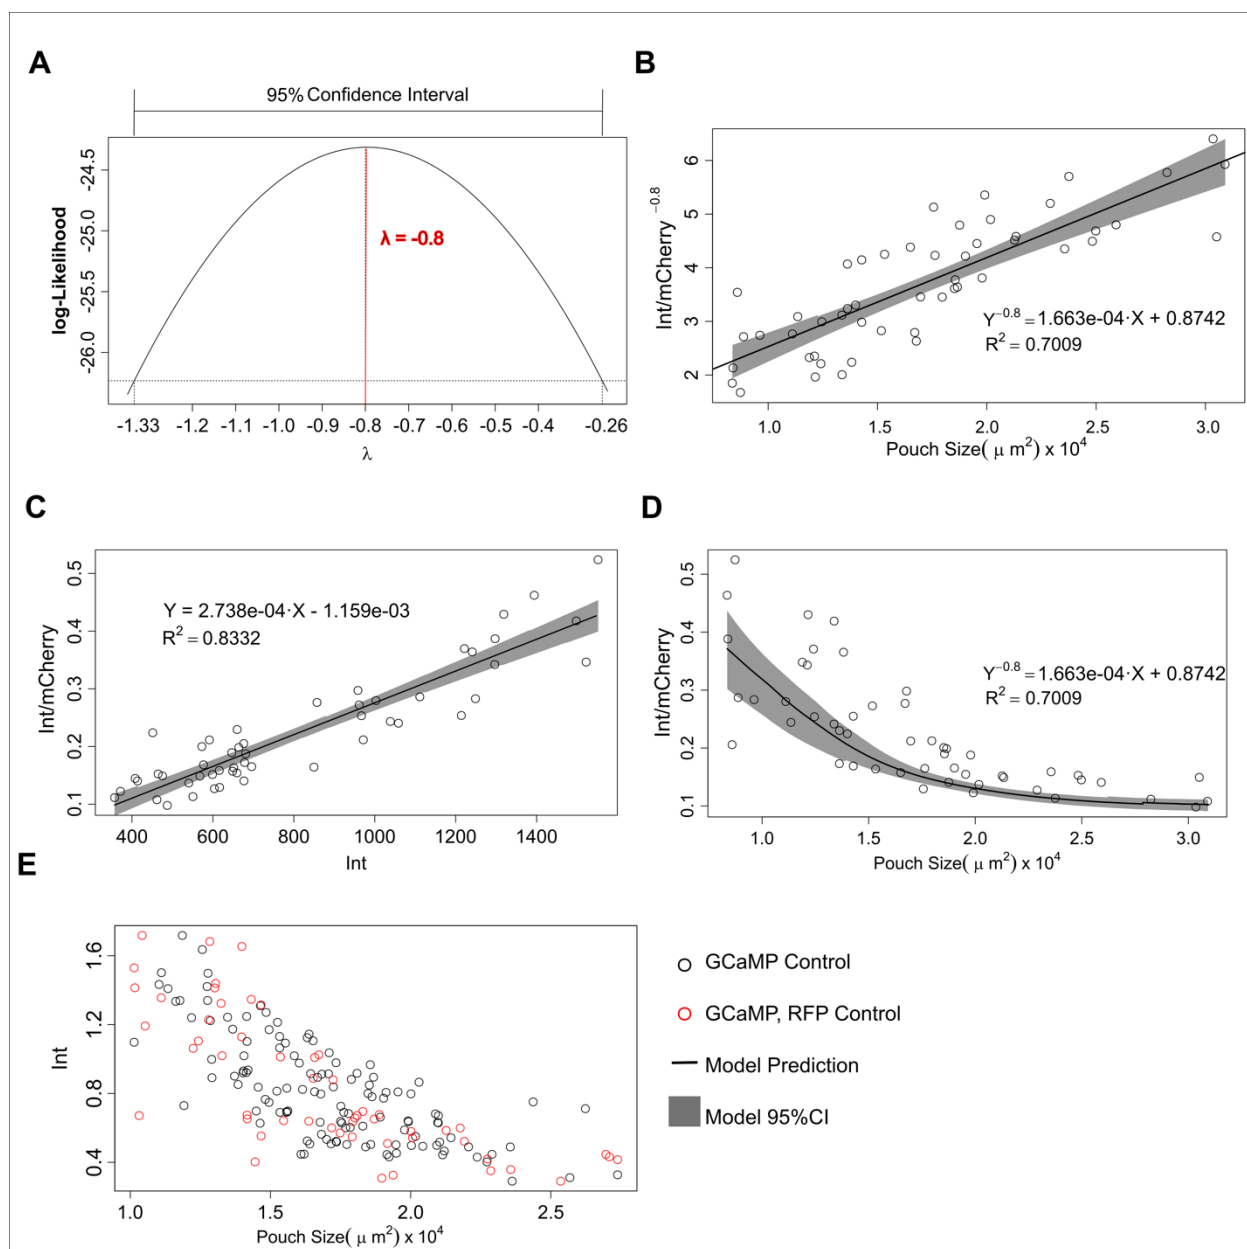 A
95% Confidence Interval
log-Likelihood
-24.5
-25.0
-25.5
-26.0
λ = -0.8
-1.33 -1.2 -1.1 -1.0 -0.9 -0.8 -0.7 -0.6 -0.5 -0.4 -0.26
λ
B
Int/mCherry^-0.8
6
5
4
3
2
Y^-0.8 = 1.663e-04·X + 0.8742
R² = 0.7009
1.0 1.5 2.0 2.5 3.0
Pouch Size( μ m²) x 10⁴
C
Int/mCherry
0.5
0.4
0.3
0.2
0.1
Y = 2.738e-04·X - 1.159e-03
R² = 0.8332
400 600 800 1000 1200 1400
Int
D
Int/mCherry
0.5
0.4
0.3
0.2
0.1
Y^-0.8 = 1.663e-04·X + 0.8742
R² = 0.7009
1.0 1.5 2.0 2.5 3.0
Pouch Size( μ m²) x 10⁴
E
Int
1.6
1.2
0.8
0.4
1.0 1.5 2.0 2.5
Pouch Size( μ m²) x 10⁴
GCaMP Control
GCaMP, RFP Control
Model Prediction
Model 95%CI